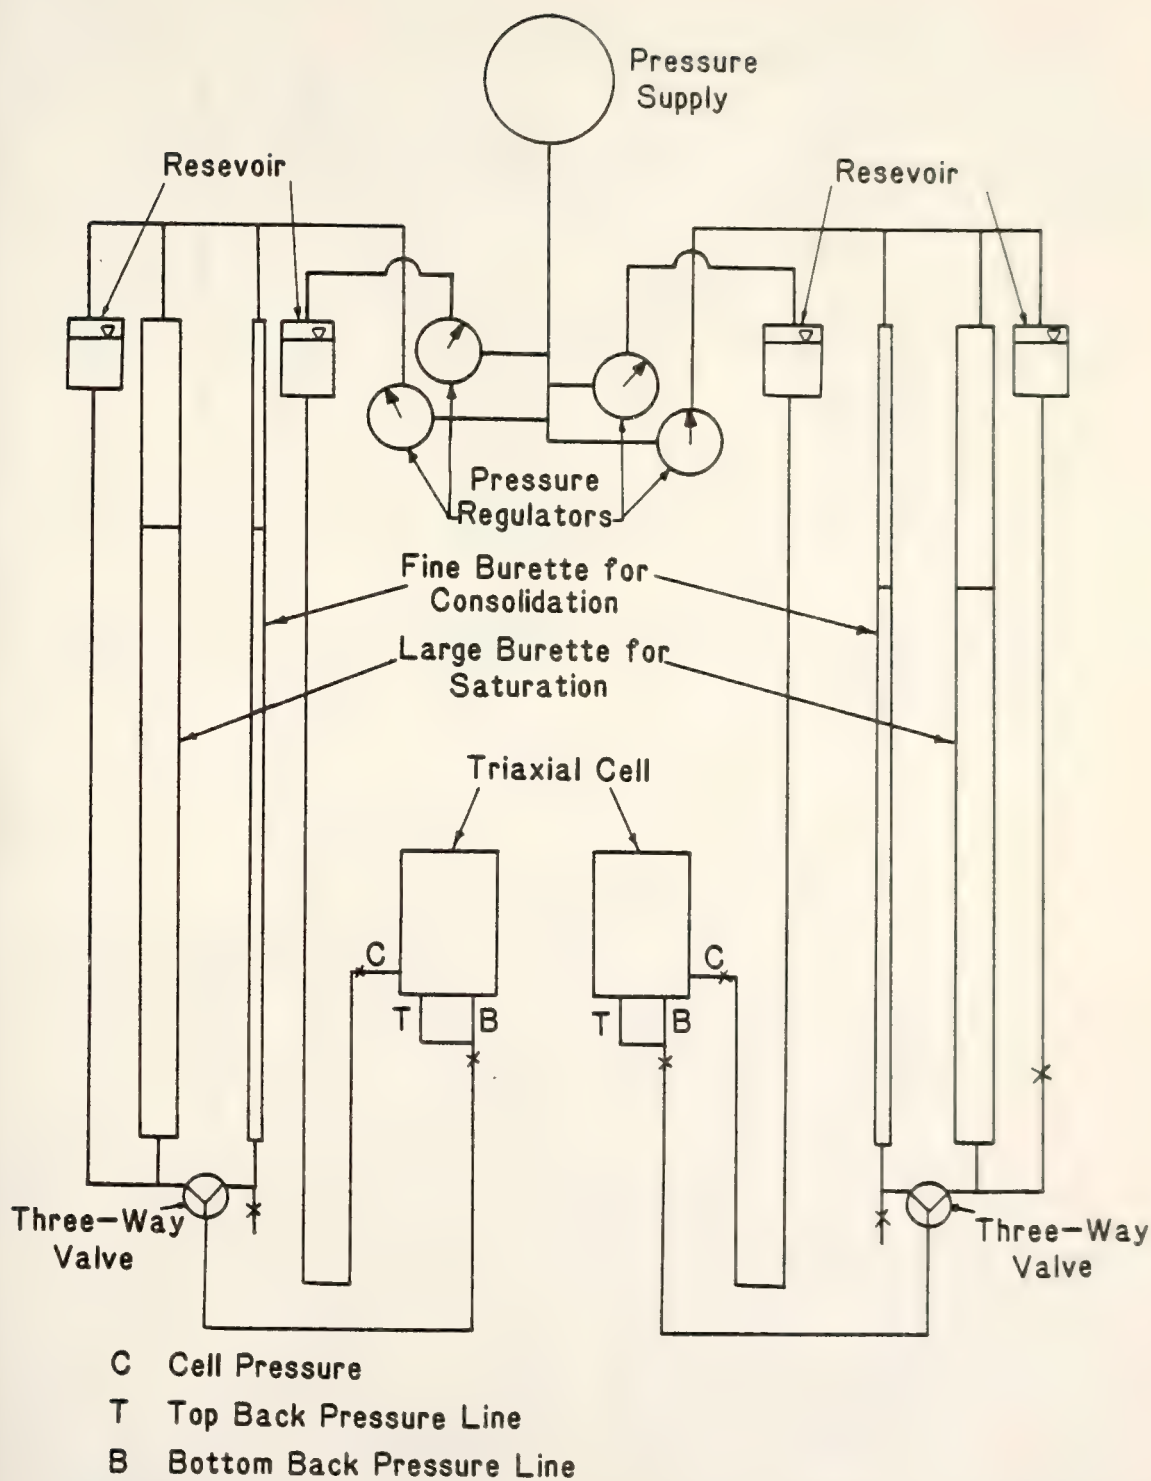 Pressure
Supply
Resevoir
Resevoir
Pressure
Regulators
Fine Burette for
Consolidation
Large Burette for
Saturation
Triaxial Cell
C
C
T
B
T
B
Three-Way
Valve
Three-Way
Valve
C Cell Pressure
T Top Back Pressure Line
B Bottom Back Pressure Line